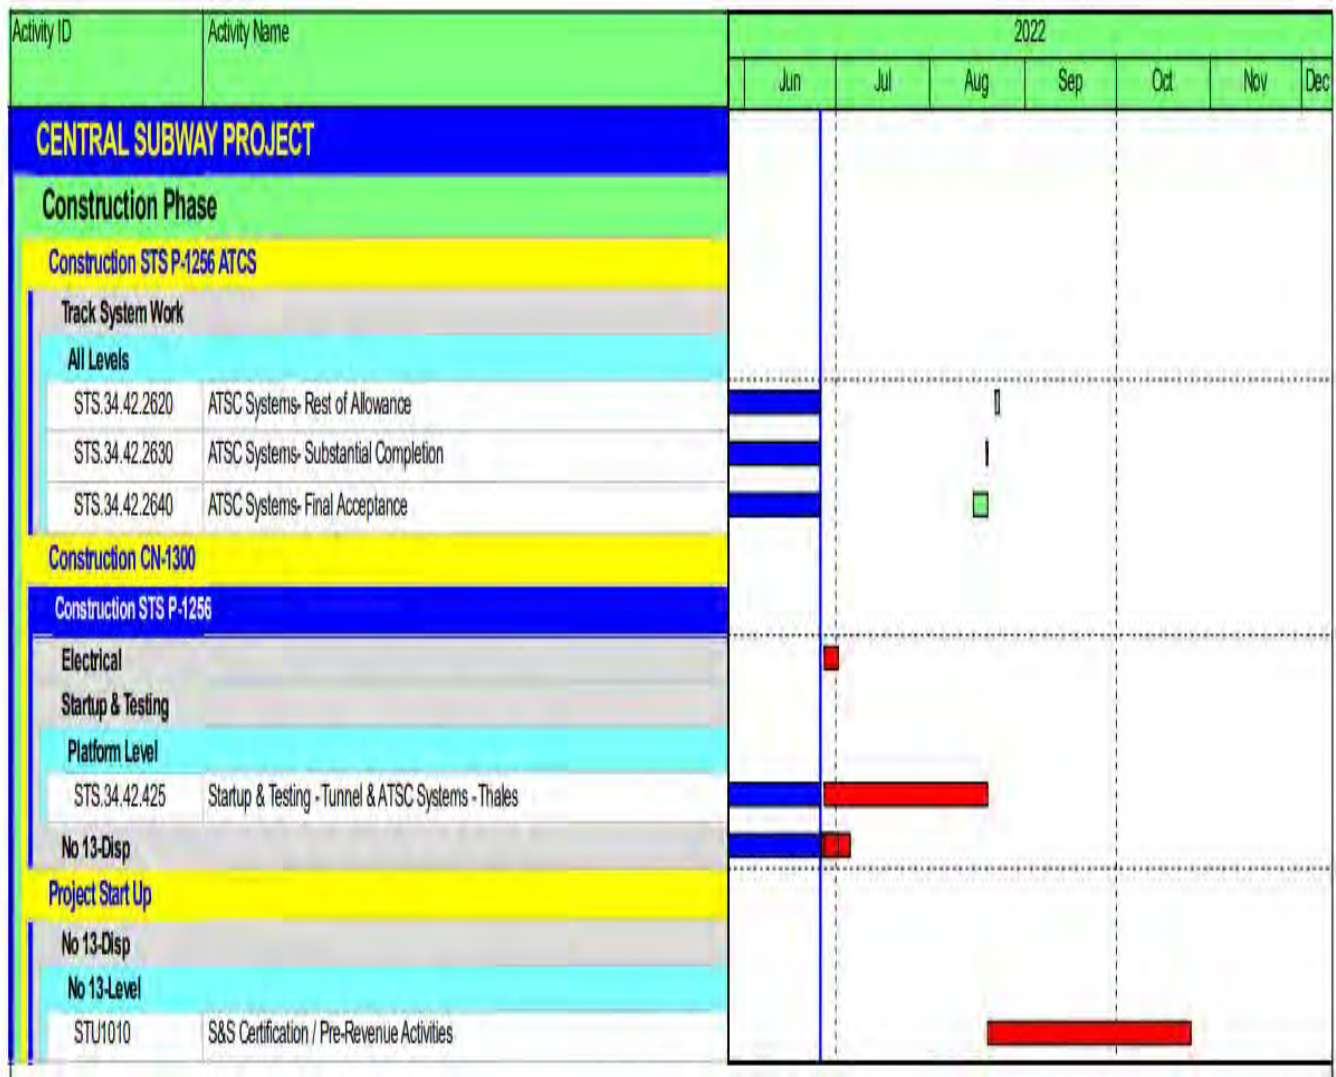 Activity ID Activity Name 2022
Jun Jul Aug Sep Oct Nov Dec
CENTRAL SUBWAY PROJECT
Construction Phase
Construction STS P-1256 ATCS
Track System Work
All Levels
STS.34.42.2620 ATSC Systems- Rest of Allowance
STS.34.42.2630 ATSC Systems- Substantial Completion
STS.34.42.2640 ATSC Systems- Final Acceptance
Construction CN-1300
Construction STS P-1256
Electrical
Startup & Testing
Platform Level
STS.34.42.425 Startup & Testing - Tunnel & ATSC Systems - Thales
No 13-Disp
Project Start Up
No 13-Disp
No 13-Level
STU1010 S&S Certification / Pre-Revenue Activities